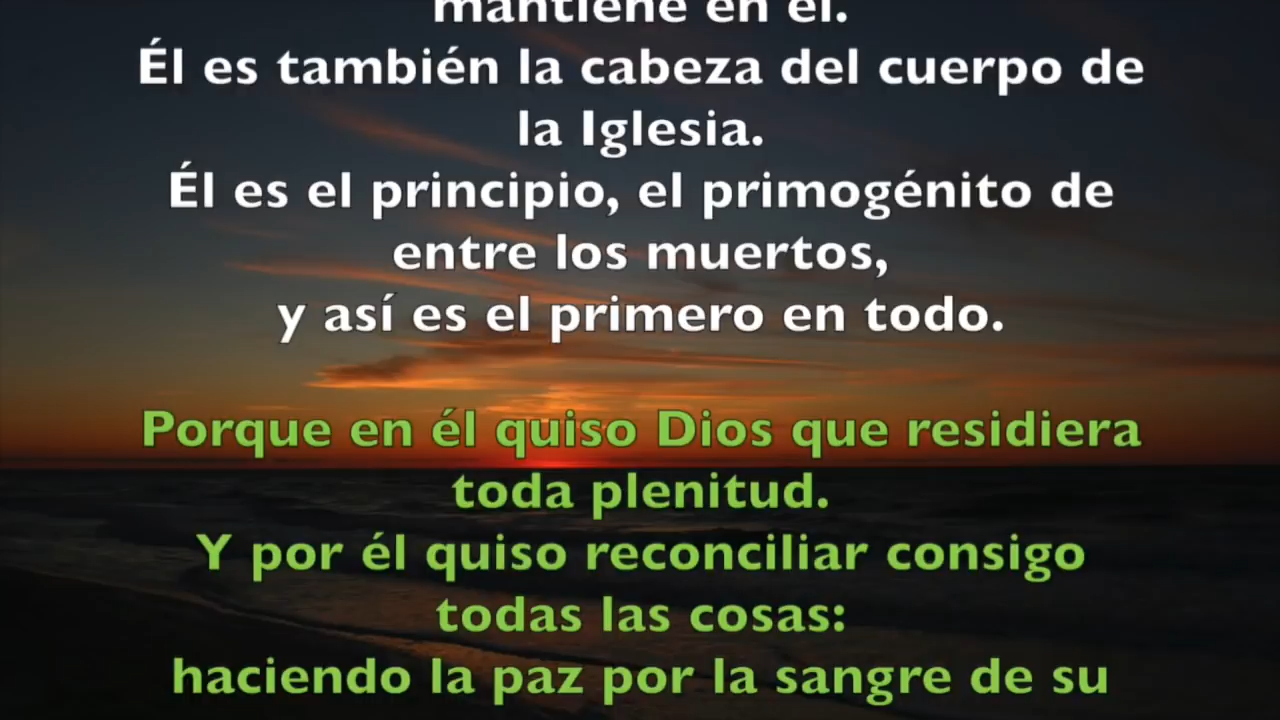 mantiene en él.
Él es también la cabeza del cuerpo de
la Iglesia.
Él es el principio, el primogénito de
entre los muertos,
y así es el primero en todo.
Porque en él quiso Dios que residiera
toda plenitud.
Y por él quiso reconciliar consigo
todas las cosas:
haciendo la paz por la sangre de su